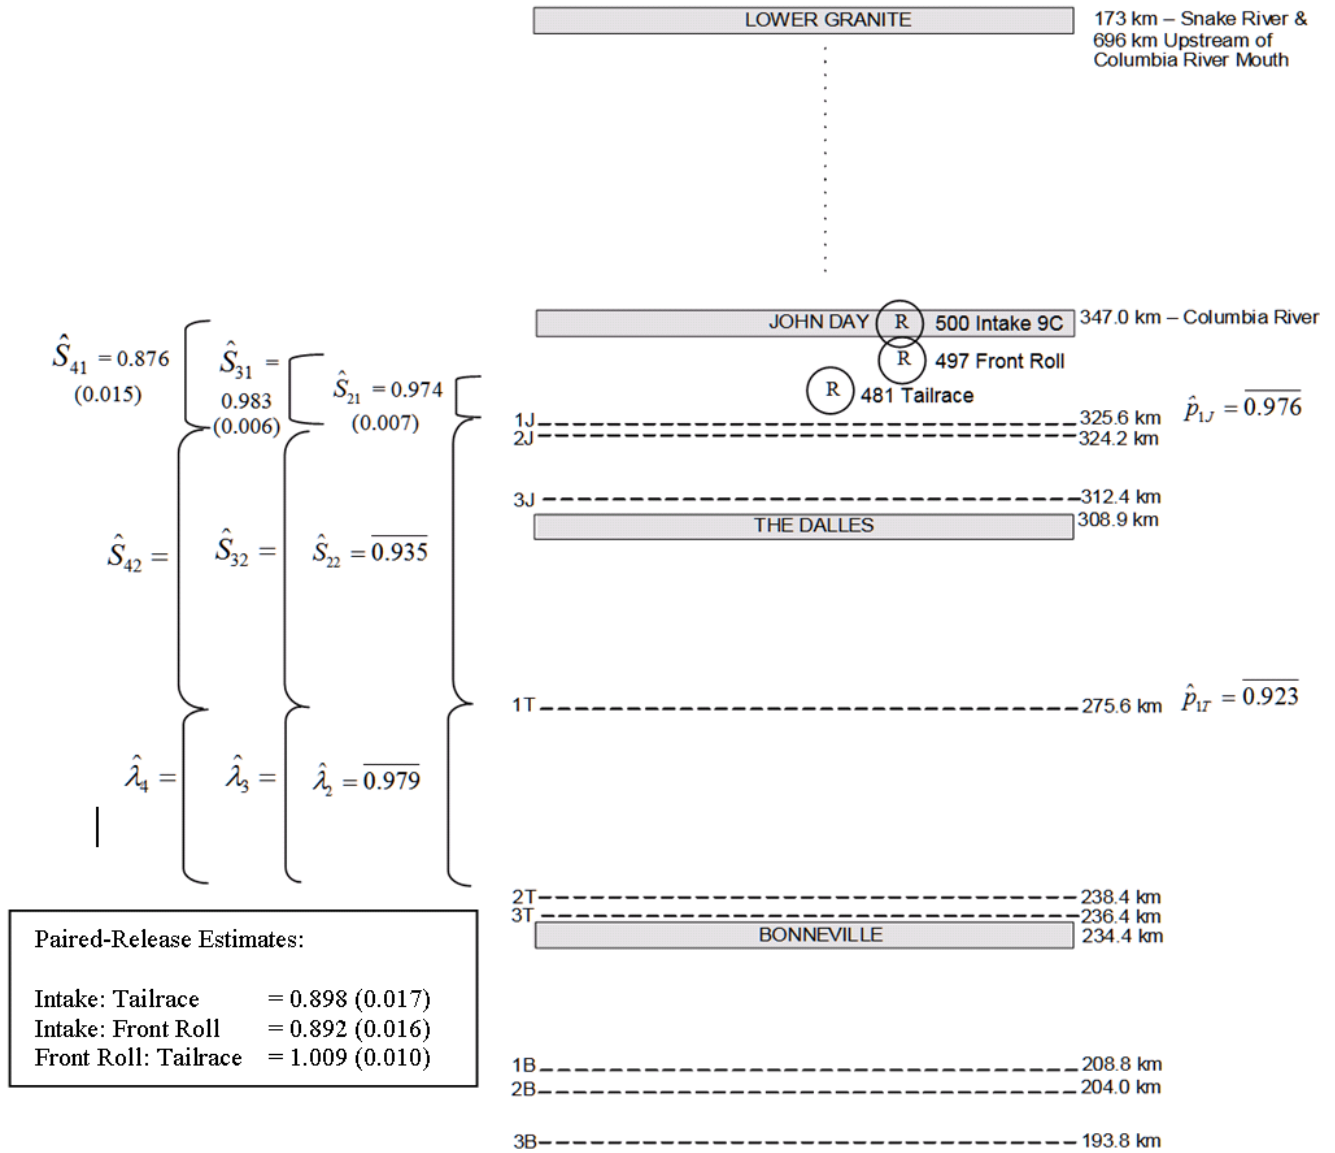 LOWER GRANITE
173 km – Snake River &
696 km Upstream of
Columbia River Mouth
JOHN DAY R 500 Intake 9C
347.0 km – Columbia River
R 497 Front Roll
R 481 Tailrace
Ŝ₄₁ = 0.876
(0.015)
Ŝ₃₁ =
0.983
(0.006)
Ŝ₂₁ = 0.974
(0.007)
1J 325.6 km
p̂₁J = 0.976
2J 324.2 km
3J 312.4 km
THE DALLES 308.9 km
Ŝ₄₂ =
Ŝ₃₂ =
Ŝ₂₂ = 0.935
1T 275.6 km
p̂₁T = 0.923
λ̂₄ =
λ̂₃ =
λ̂₂ = 0.979
2T 238.4 km
3T 236.4 km
BONNEVILLE 234.4 km
Paired-Release Estimates:
Intake: Tailrace = 0.898 (0.017)
Intake: Front Roll = 0.892 (0.016)
Front Roll: Tailrace = 1.009 (0.010)
1B 208.8 km
2B 204.0 km
3B 193.8 km